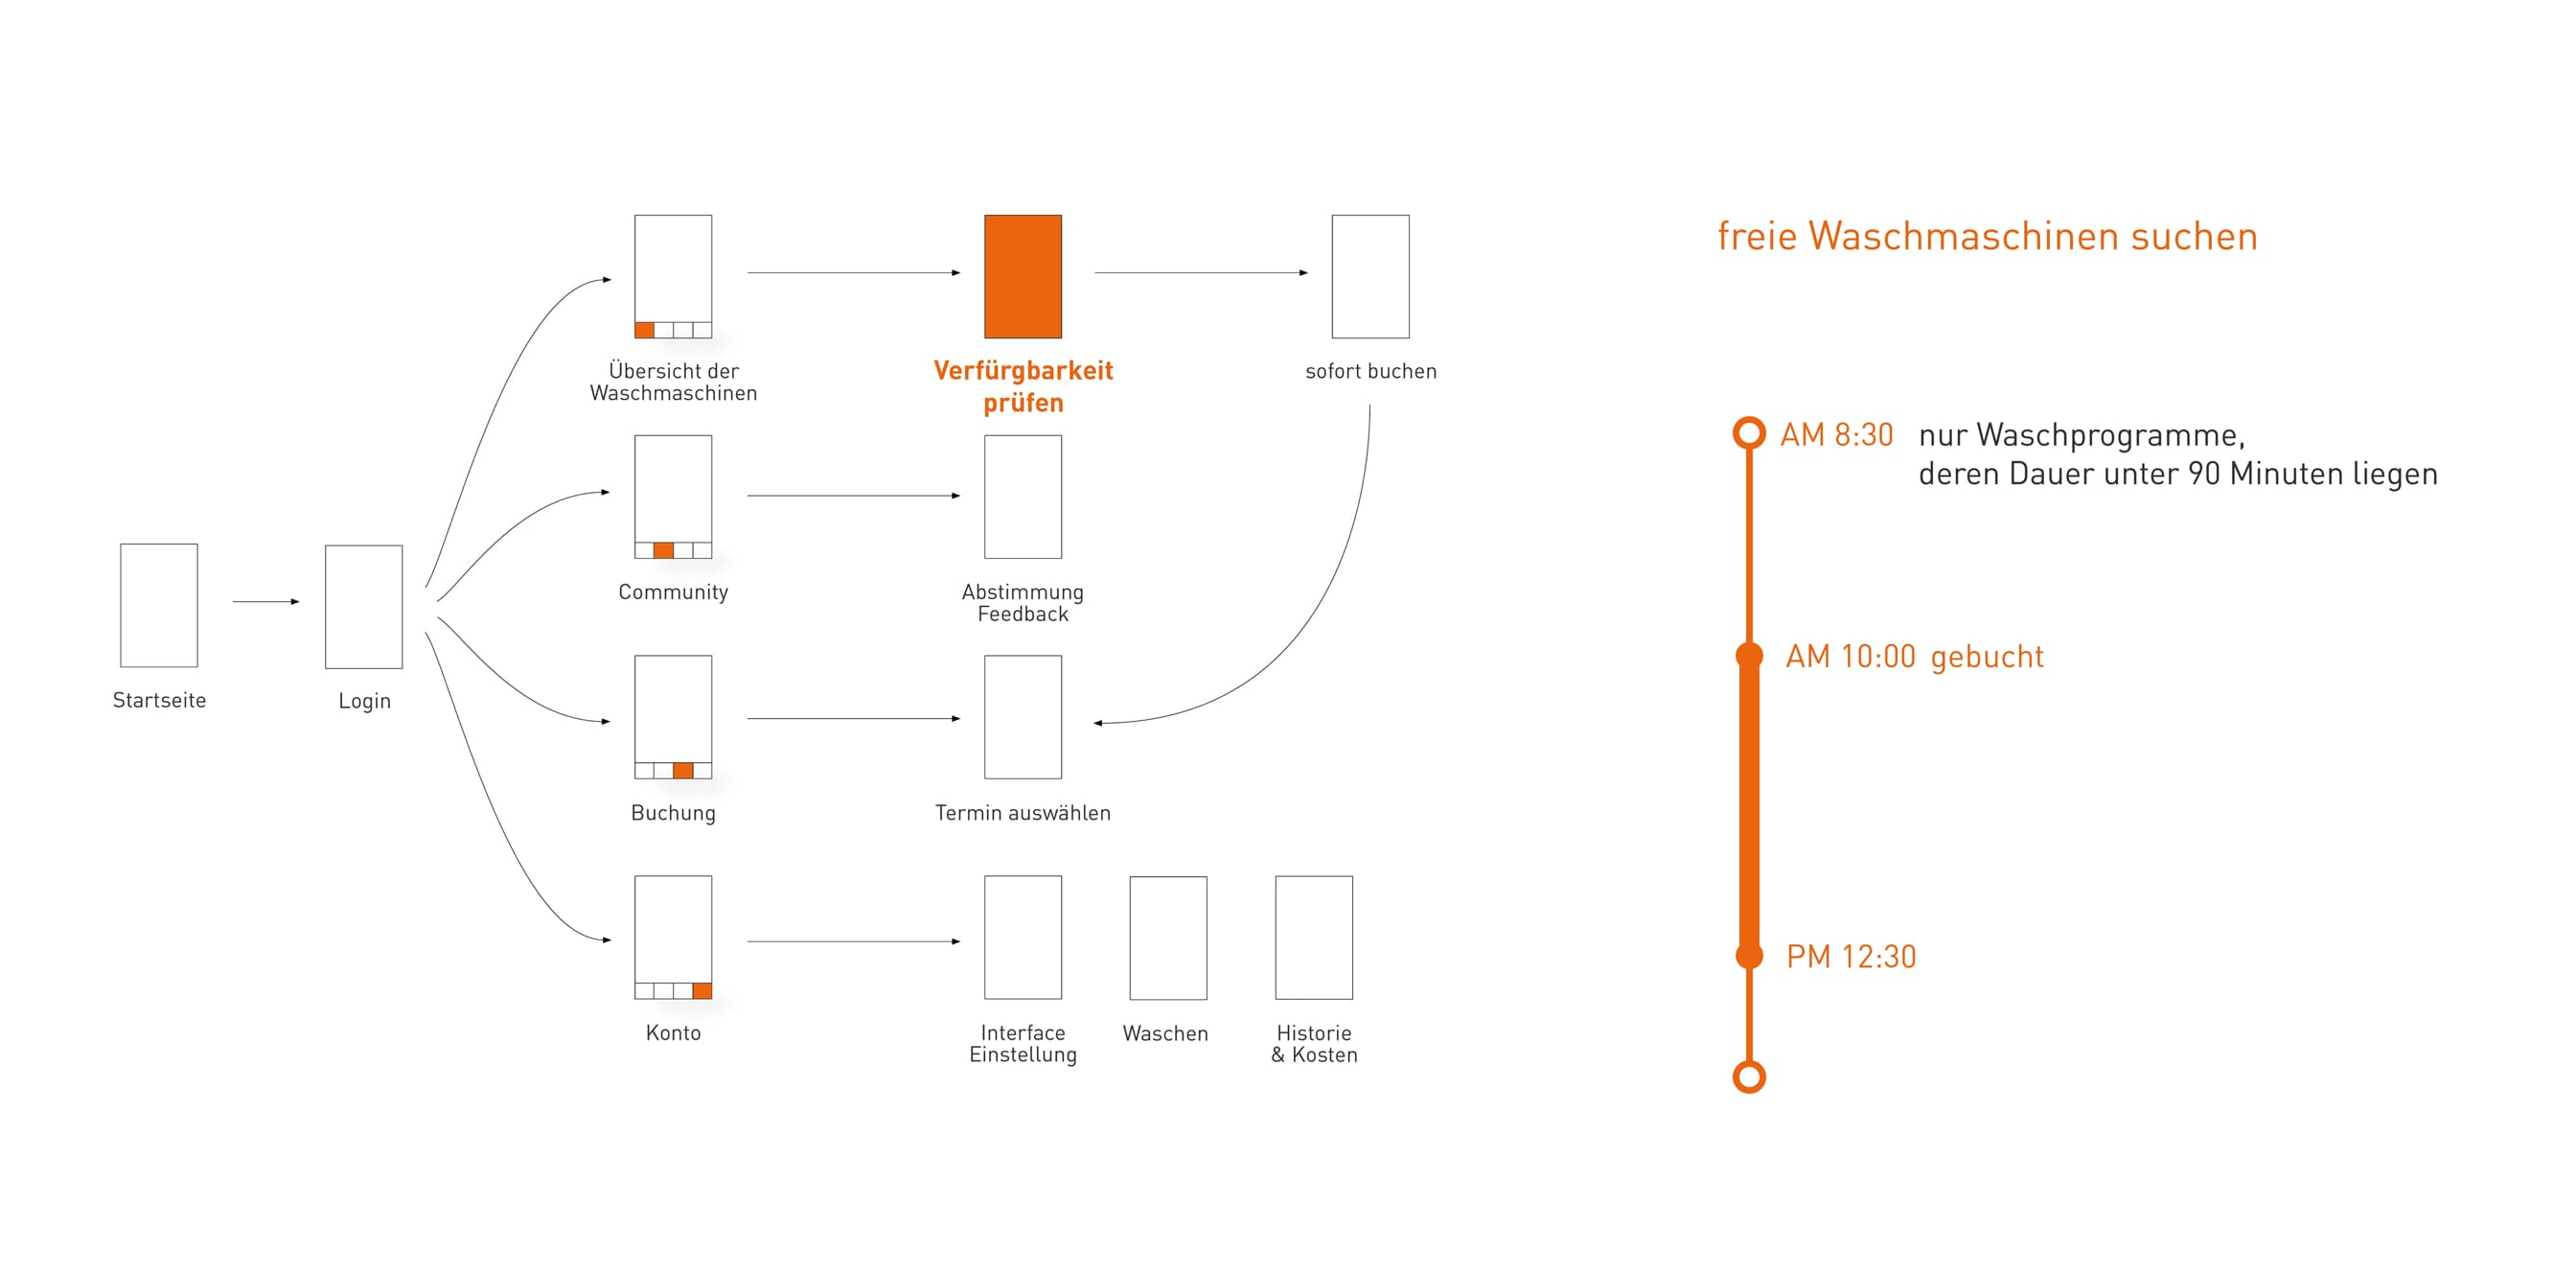 Startseite
Login
Übersicht der
Waschmaschinen
Verfürgbarkeit
prüfen
sofort buchen
Community
Abstimmung
Feedback
Buchung
Termin auswählen
Konto
Interface
Einstellung
Waschen
Historie
& Kosten
freie Waschmaschinen suchen
AM 8:30 nur Waschprogramme,
deren Dauer unter 90 Minuten liegen
AM 10:00 gebucht
PM 12:30